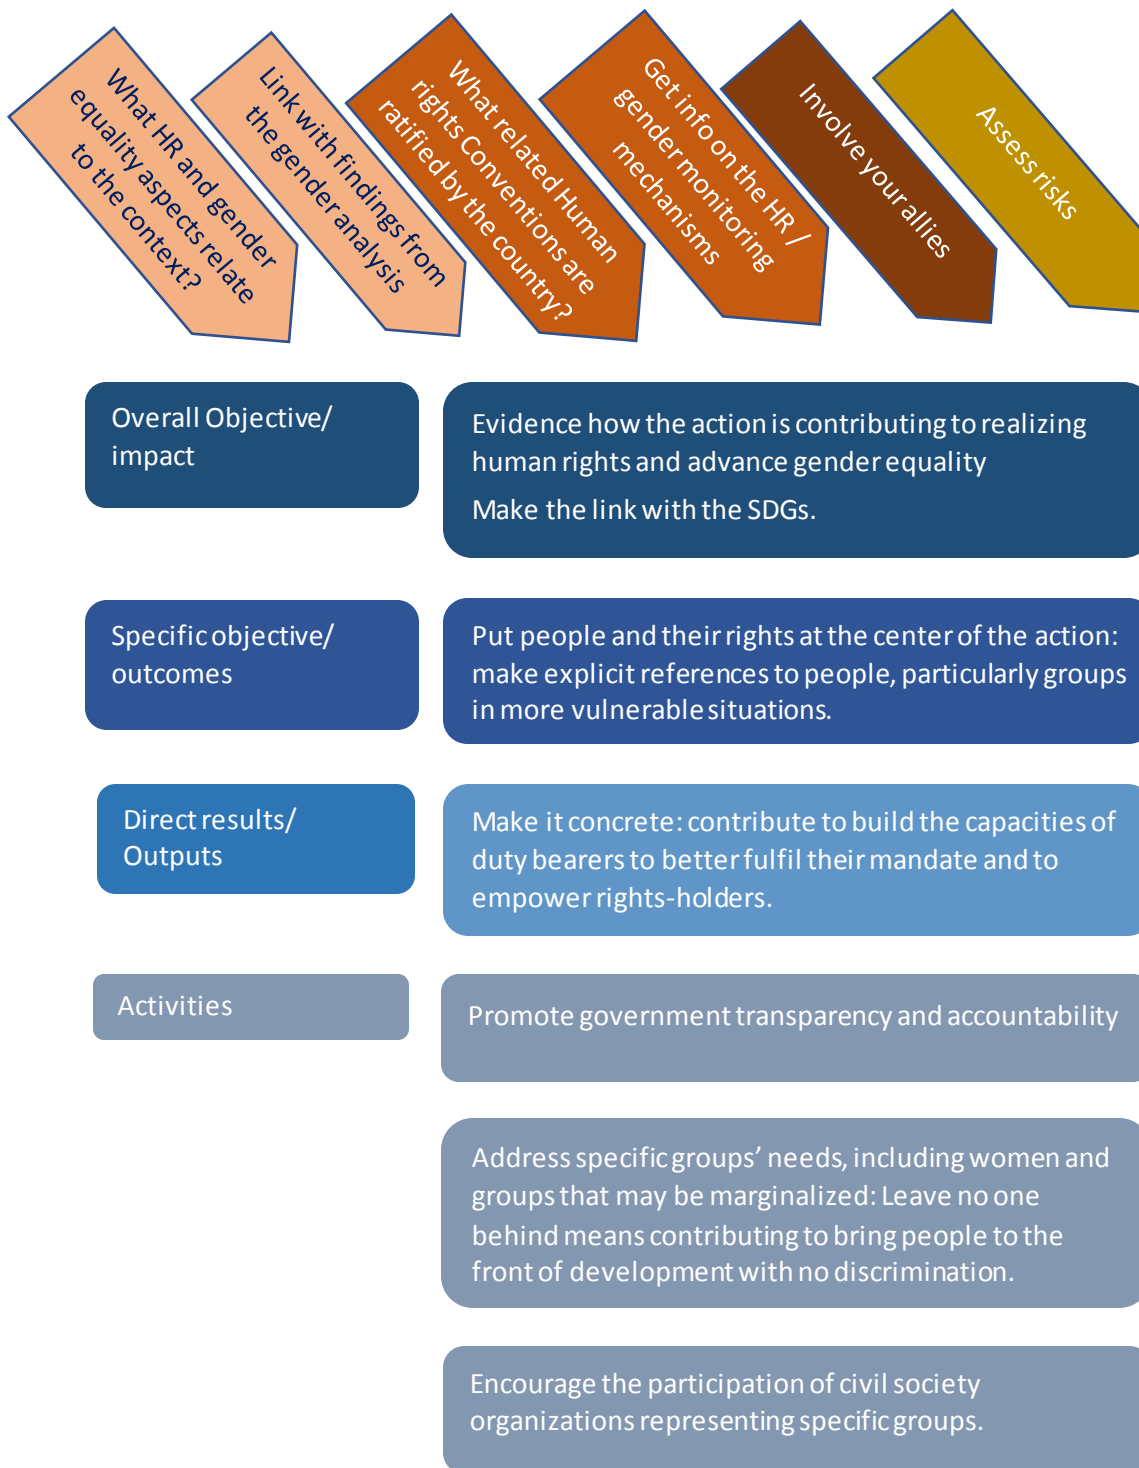 What HR and gender
equality aspects relate
to the context?
Link with findings from
the gender analysis
What related Human
rights Conventions are
ratified by the country?
Get info on the HR /
gender monitoring
mechanisms
Involve your allies
Assess risks
Overall Objective/
impact
Evidence how the action is contributing to realizing
human rights and advance gender equality
Make the link with the SDGs.
Specific objective/
outcomes
Put people and their rights at the center of the action:
make explicit references to people, particularly groups
in more vulnerable situations.
Direct results/
Outputs
Make it concrete: contribute to build the capacities of
duty bearers to better fulfil their mandate and to
empower rights-holders.
Activities
Promote government transparency and accountability
Address specific groups’ needs, including women and
groups that may be marginalized: Leave no one
behind means contributing to bring people to the
front of development with no discrimination.
Encourage the participation of civil society
organizations representing specific groups.